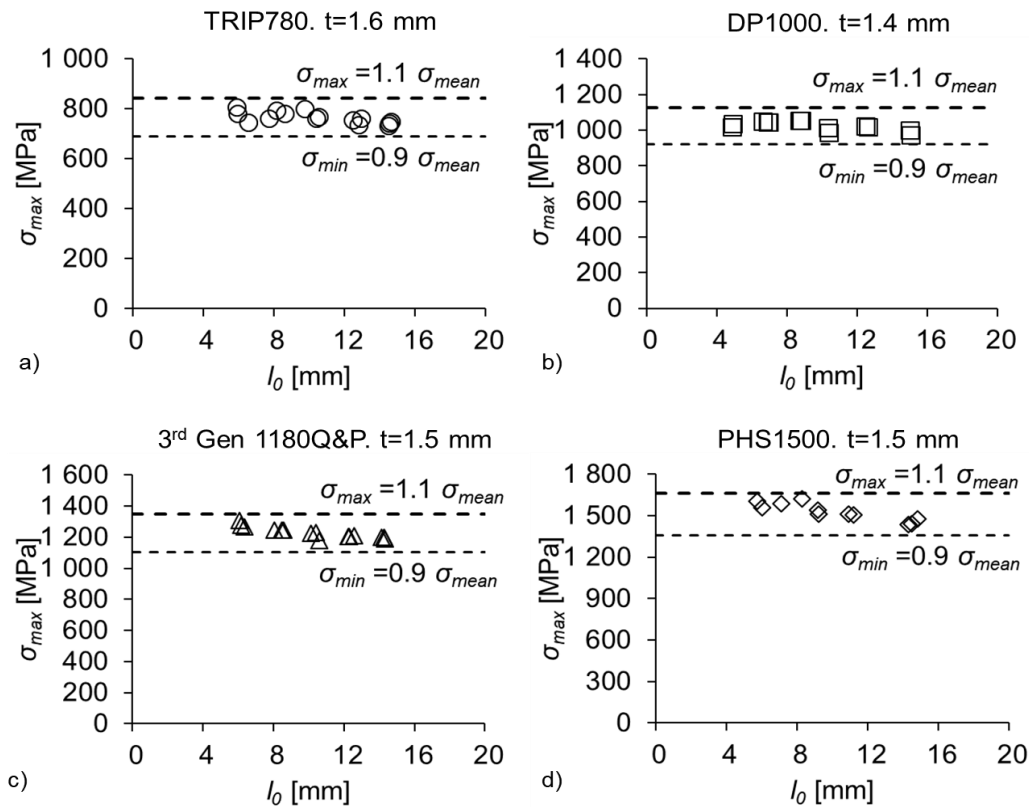 TRIP780. t=1.6 mm
1 000
800
600
400
200
0
σmax [MPa]
σmax =1.1 σmean
σmin =0.9 σmean
0 4 8 12 16 20
l0 [mm]
a)
DP1000. t=1.4 mm
1 400
1 200
1 000
800
600
400
200
0
σmax [MPa]
σmax =1.1 σmean
σmin =0.9 σmean
0 4 8 12 16 20
l0 [mm]
b)
3rd Gen 1180Q&P. t=1.5 mm
1 600
1 400
1 200
1 000
800
600
400
200
0
σmax [MPa]
σmax =1.1 σmean
σmin =0.9 σmean
0 4 8 12 16 20
l0 [mm]
c)
PHS1500. t=1.5 mm
1 800
1 500
1 200
900
600
300
0
σmax [MPa]
σmax =1.1 σmean
σmin =0.9 σmean
0 4 8 12 16 20
l0 [mm]
d)